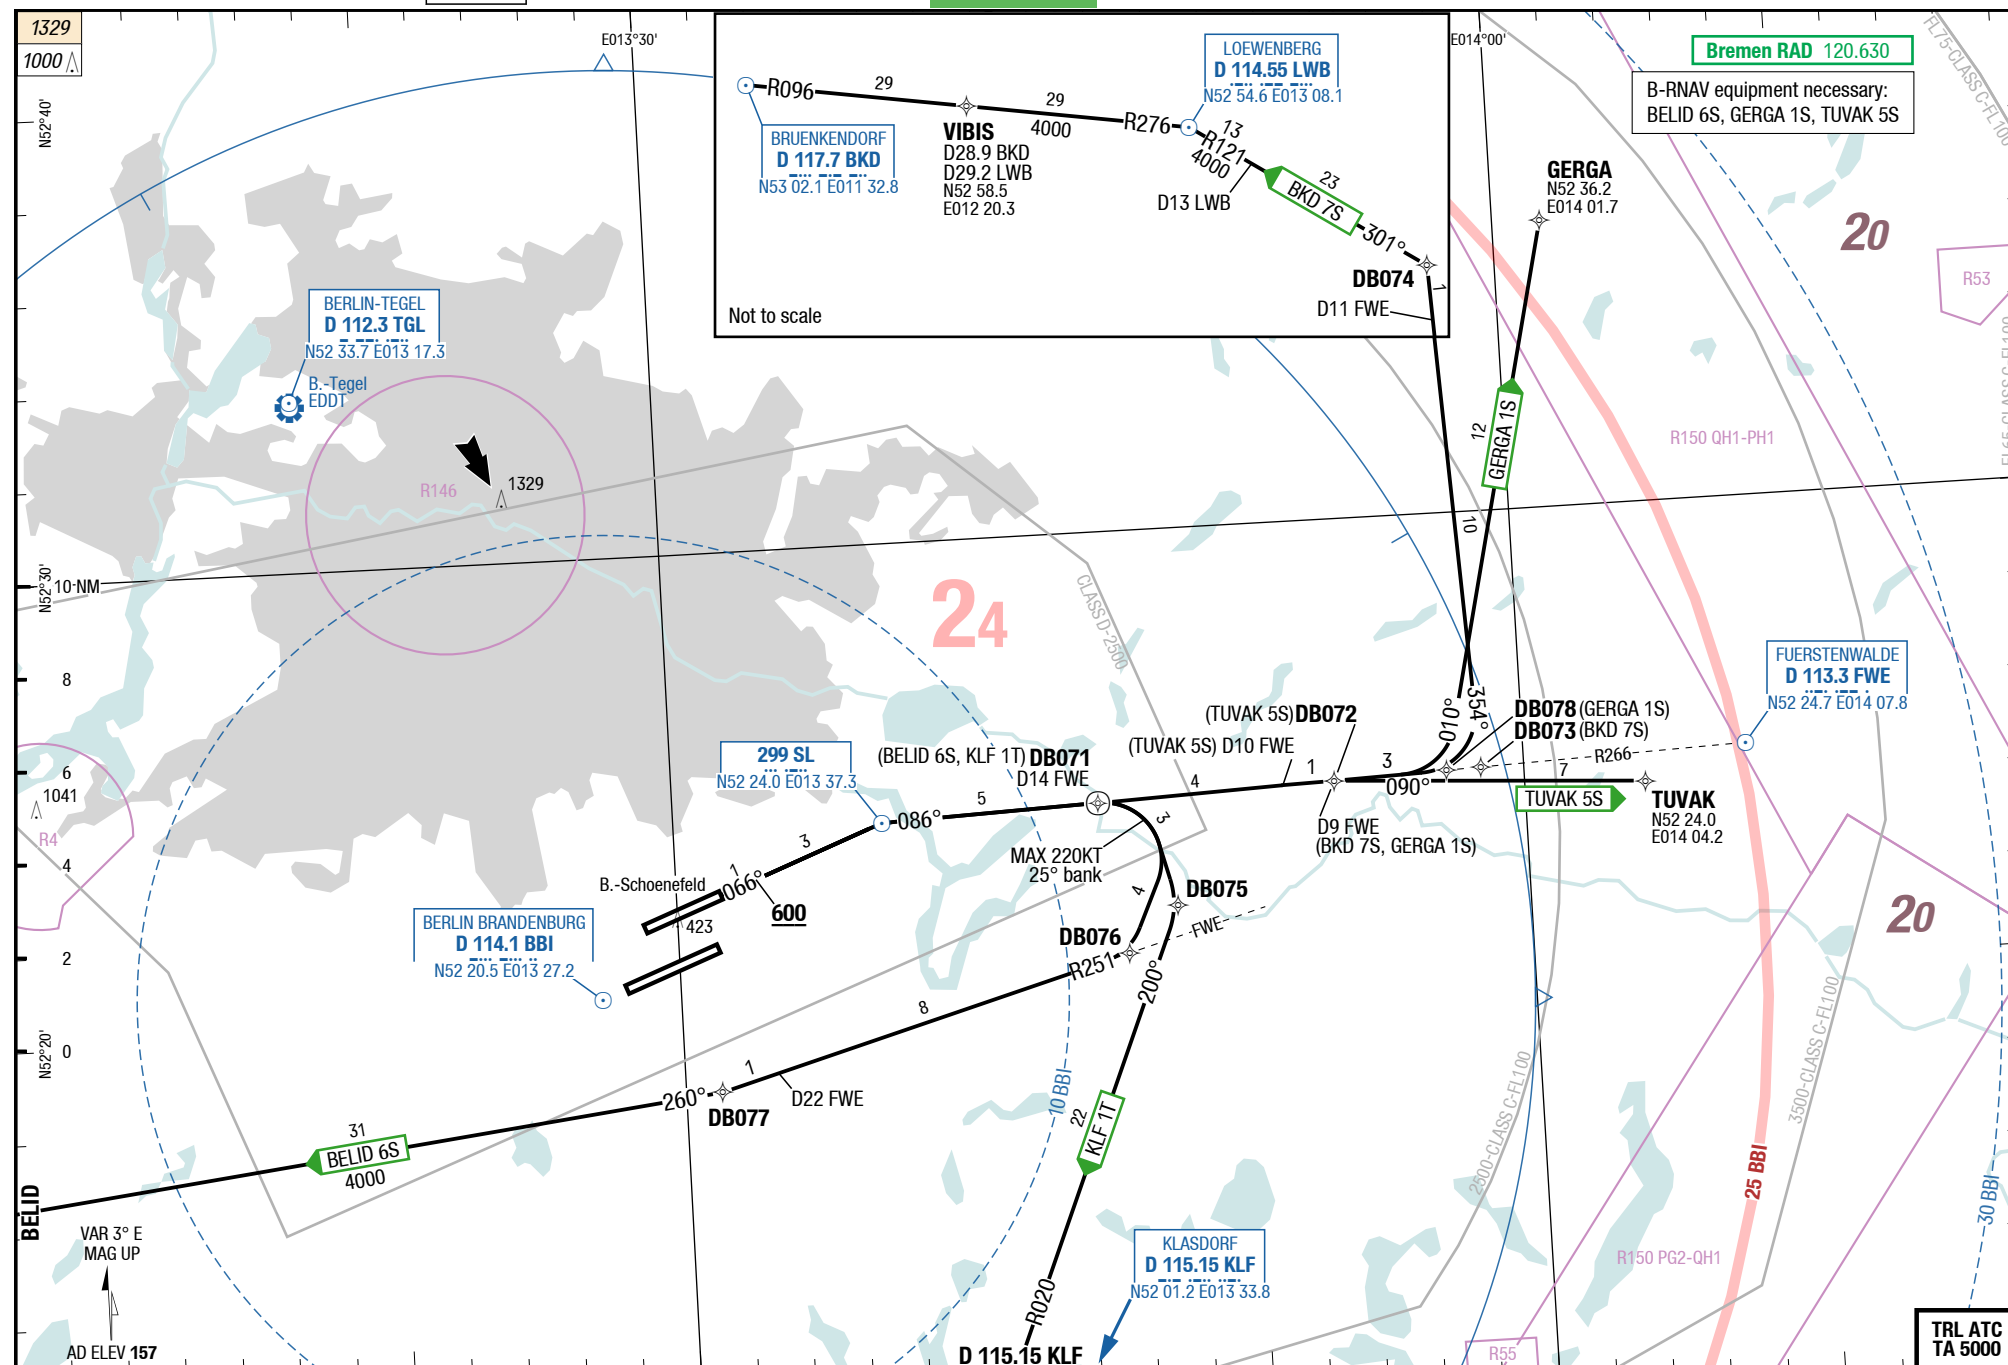 1329
1000
E013°30'
E014°00'
N52°40'
N52°30'
N52°20'
Bremen RAD 120.630
B-RNAV equipment necessary:
BELID 6S, GERGA 1S, TUVAK 5S
LOEWENBERG
D 114.55 LWB
N52 54.6 E013 08.1
R096
29
29
4000
R276
13
R121
4000
BRUENKENDORF
D 117.7 BKD
N53 02.1 E011 32.8
VIBIS
D28.9 BKD
D29.2 LWB
N52 58.5
E012 20.3
D13 LWB
23
BKD 7S
301°
DB074
1
D11 FWE
Not to scale
GERGA
N52 36.2
E014 01.7
20
R53
FL75-CLASS C-FL100
FL65-CLASS C-FL100
BERLIN-TEGEL
D 112.3 TGL
N52 33.7 E013 17.3
B.-Tegel
EDDT
R146
1329
12
GERGA 1S
10
R150 QH1-PH1
10 NM
8
6
4
2
0
24
CLASS D-2500
FUERSTENWALDE
D 113.3 FWE
N52 24.7 E014 07.8
010°
354°
(TUVAK 5S) DB072
(TUVAK 5S) D10 FWE
DB078 (GERGA 1S)
DB073 (BKD 7S)
R266
299 SL
N52 24.0 E013 37.3
(BELID 6S, KLF 1T) DB071
D14 FWE
1
3
090°
7
TUVAK 5S
TUVAK
N52 24.0
E014 04.2
4
5
086°
3
1041
R4
D9 FWE
(BKD 7S, GERGA 1S)
MAX 220KT
25° bank
3
4
B.-Schoenefeld
1
066°
600
423
DB075
BERLIN BRANDENBURG
D 114.1 BBI
N52 20.5 E013 27.2
DB076
FWE
R251
200°
20
8
1
D22 FWE
260°
DB077
10 BBI
22
KLF 1T
31
BELID 6S
4000
BELID
2500-CLASS C-FL100
3500-CLASS C-FL100
25 BBI
30 BBI
VAR 3° E
MAG UP
KLASDORF
D 115.15 KLF
N52 01.2 E013 33.8
R150 PG2-QH1
R020
D 115.15 KLF
R55
AD ELEV 157
TRL ATC
TA 5000